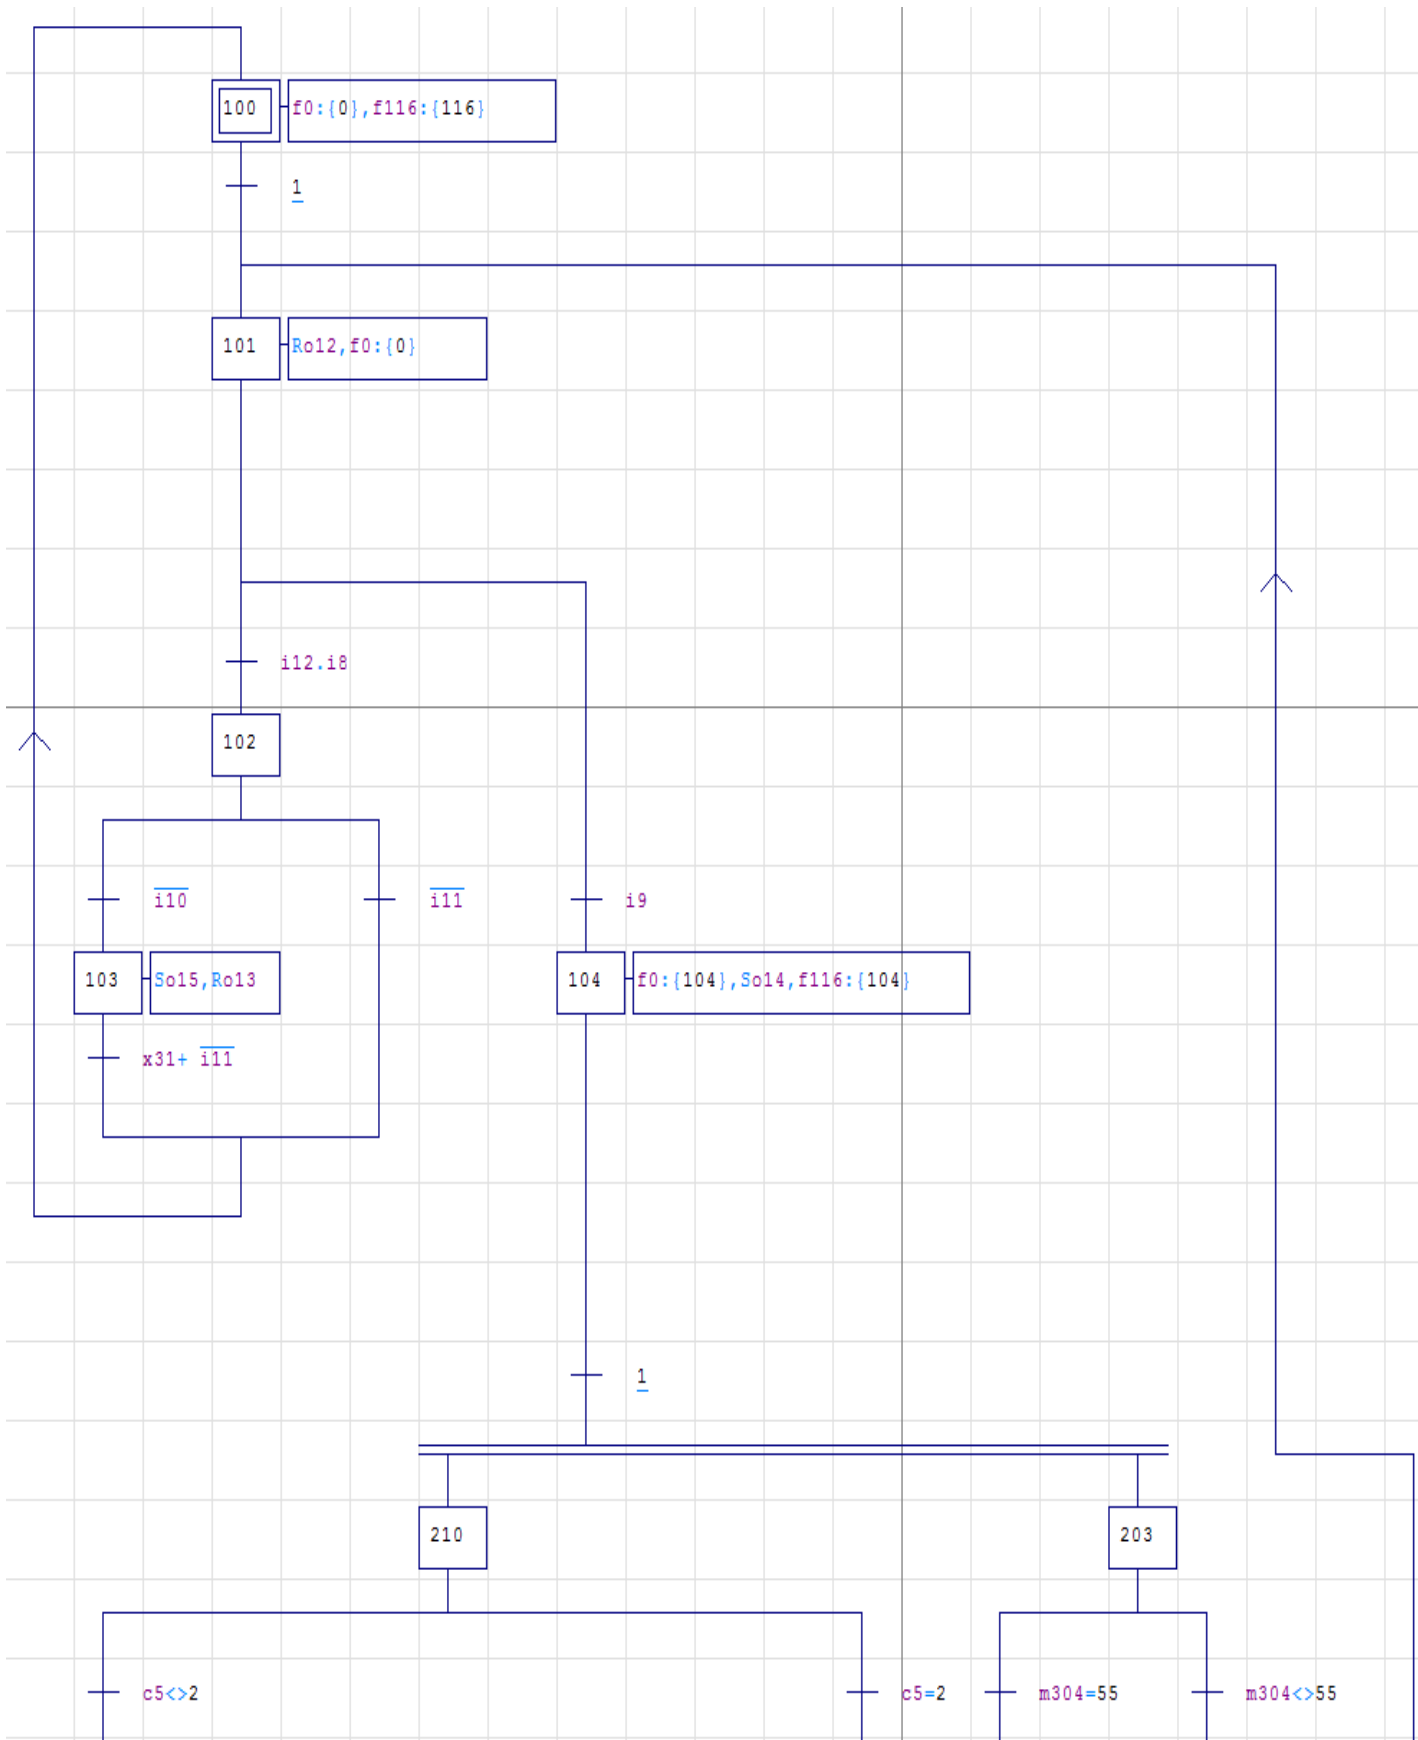 100 f0:{0},f116:{116}
1
101 Ro12,f0:{0}
i12.i8
102
i10 i11 i9
103 So15,Ro13 104 f0:{104},So14,f116:{104}
x31+ i11
1
210 203
c5<>2 c5=2 m304=55 m304<>55